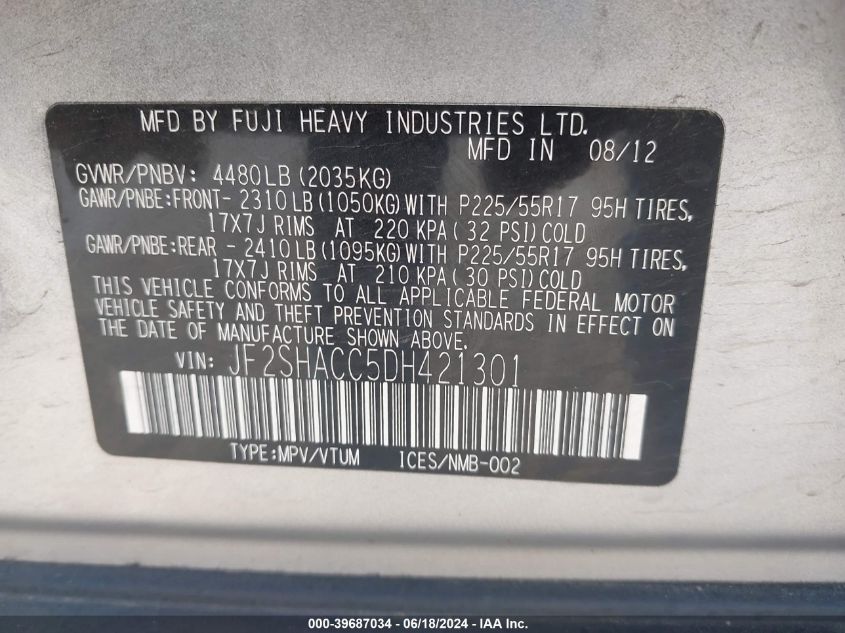 MFD BY FUJI HEAVY INDUSTRIES LTD.
MFD IN 08/12
GVWR/PNBV: 4480LB(2035KG)
GAWR/PNBE:FRONT- 2310LB(1050KG)WITH P225/55R17 95H TIRES,
17X7J RIMS AT 220 KPA(32 PSI)COLD
GAWR/PNBE:REAR - 2410LB(1095KG)WITH P225/55R17 95H TIRES,
17X7J RIMS AT 210 KPA(30 PSI)COLD
THIS VEHICLE CONFORMS TO ALL APPLICABLE FEDERAL MOTOR
VEHICLE SAFETY AND THEFT PREVENTION STANDARDS IN EFFECT ON
THE DATE OF MANUFACTURE SHOWN ABOVE.
VIN: JF2SHACC5DH421301
TYPE:MPV/VTUM ICES/NMB-002
000-39687034 - 06/18/2024 - IAA Inc.